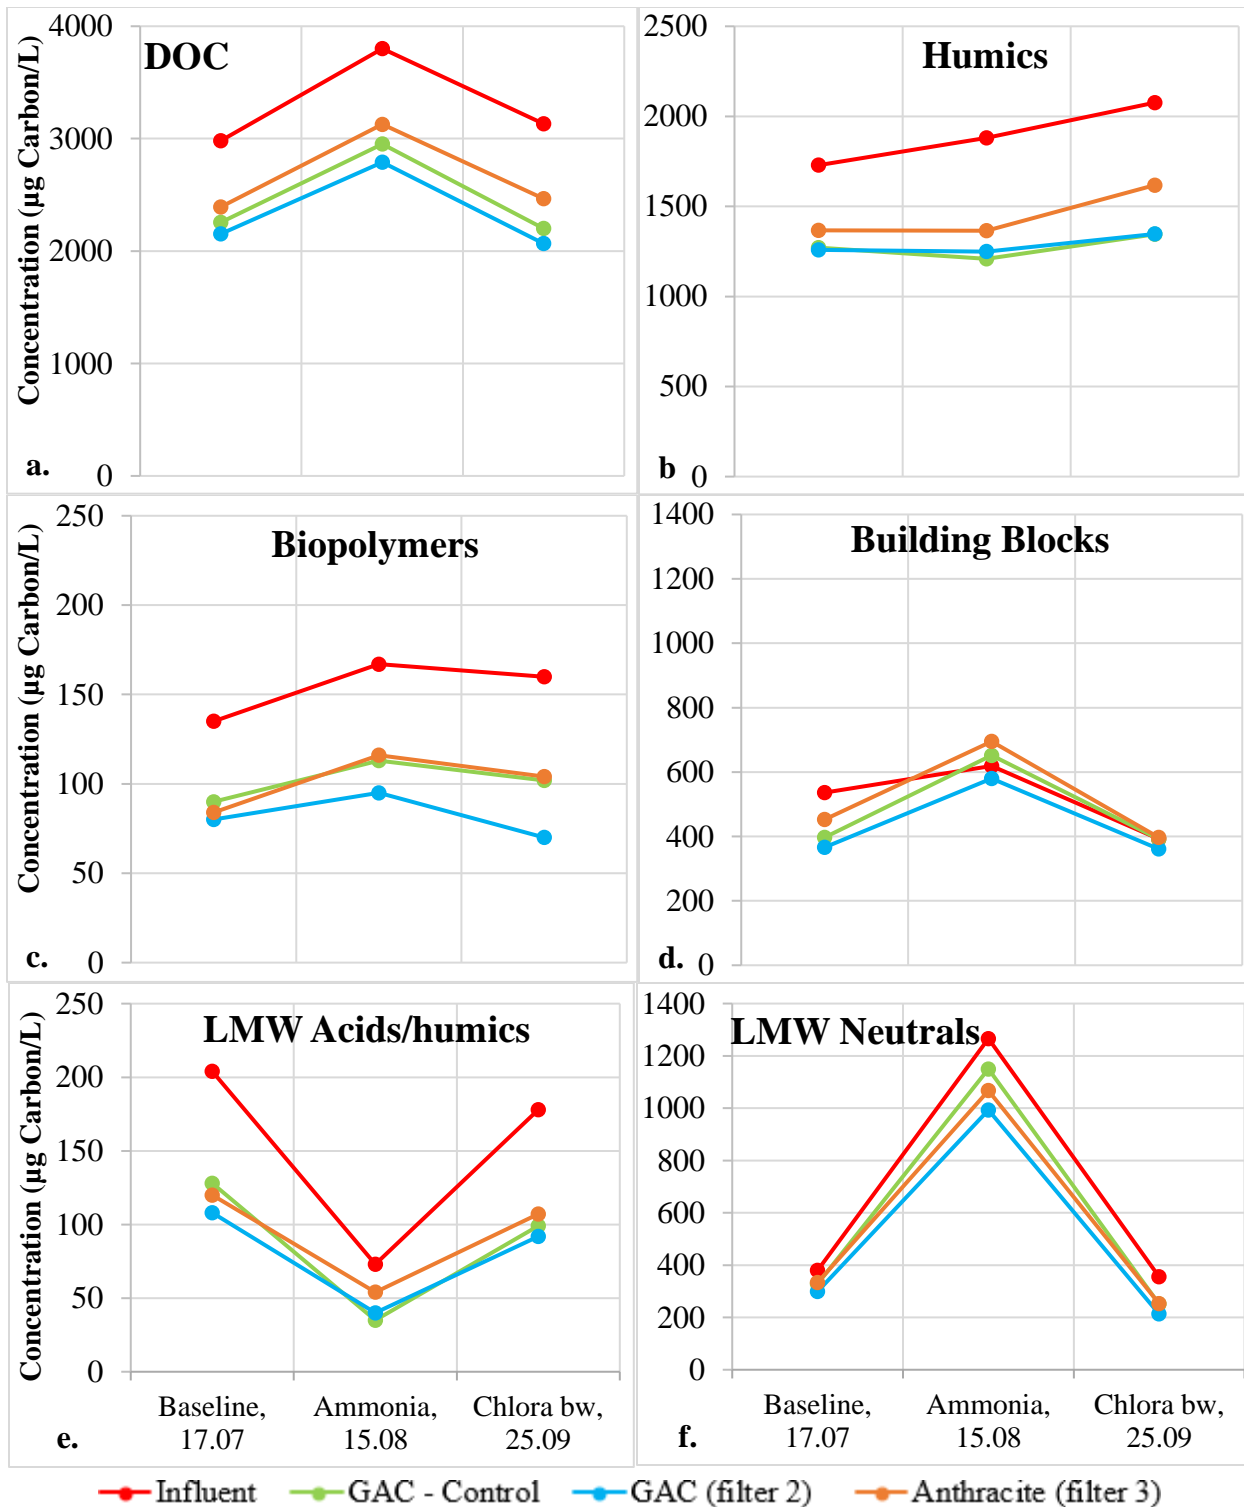 DOC
Concentration (µg Carbon/L)
4000
3000
2000
1000
0
a.
Humics
2500
2000
1500
1000
500
0
b
Biopolymers
Concentration (µg Carbon/L)
250
200
150
100
50
0
c.
Building Blocks
1400
1200
1000
800
600
400
200
0
d.
LMW Acids/humics
Concentration (µg Carbon/L)
250
200
150
100
50
0
Baseline,
17.07
Ammonia,
15.08
Chlora bw,
25.09
e.
LMW Neutrals
1400
1200
1000
800
600
400
200
0
Baseline,
17.07
Ammonia,
15.08
Chlora bw,
25.09
f.
Influent
GAC - Control
GAC (filter 2)
Anthracite (filter 3)